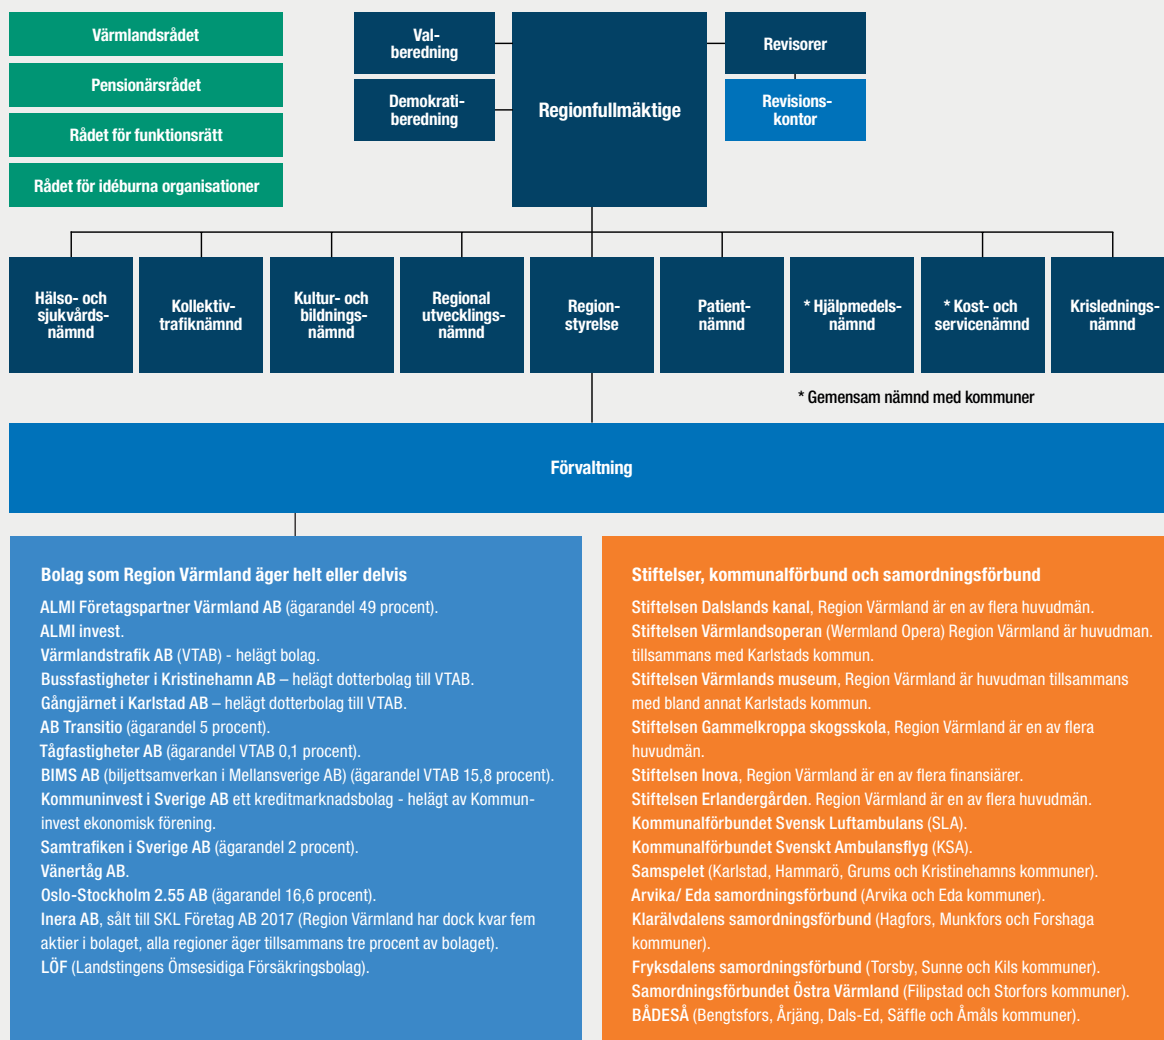 Värmlandsrådet
Pensionärsrådet
Rådet för funktionsrätt
Rådet för idéburna organisationer
Val-
beredning
Demokrati-
beredning
Regionfullmäktige
Revisorer
Revisions-
kontor
Hälso- och
sjukvårds-
nämnd
Kollektiv-
trafiknämnd
Kultur- och
bildnings-
nämnd
Regional
utvecklings-
nämnd
Region-
styrelse
Patient-
nämnd
* Hjälpmedels-
nämnd
* Kost- och
servicenämnd
Krislednings-
nämnd
* Gemensam nämnd med kommuner
Förvaltning
Bolag som Region Värmland äger helt eller delvis
ALMI Företagspartner Värmland AB (ägarandel 49 procent).
ALMI invest.
Värmlandstrafik AB (VTAB) - helägt bolag.
Bussfastigheter i Kristinehamn AB – helägt dotterbolag till VTAB.
Gångjärnet i Karlstad AB – helägt dotterbolag till VTAB.
AB Transitio (ägarandel 5 procent).
Tågfastigheter AB (ägarandel VTAB 0,1 procent).
BIMS AB (biljettsamverkan i Mellansverige AB) (ägarandel VTAB 15,8 procent).
Kommuninvest i Sverige AB ett kreditmarknadsbolag - helägt av Kommun-
invest ekonomisk förening.
Samtrafiken i Sverige AB (ägarandel 2 procent).
Vänertåg AB.
Oslo-Stockholm 2.55 AB (ägarandel 16,6 procent).
Inera AB, sålt till SKL Företag AB 2017 (Region Värmland har dock kvar fem
aktier i bolaget, alla regioner äger tillsammans tre procent av bolaget).
LÖF (Landstingens Ömsesidiga Försäkringsbolag).
Stiftelser, kommunalförbund och samordningsförbund
Stiftelsen Dalslands kanal, Region Värmland är en av flera huvudmän.
Stiftelsen Värmlandsoperan (Wermland Opera) Region Värmland är huvudman.
tillsammans med Karlstads kommun.
Stiftelsen Värmlands museum, Region Värmland är huvudman tillsammans
med bland annat Karlstads kommun.
Stiftelsen Gammelkroppa skogsskola, Region Värmland är en av flera
huvudmän.
Stiftelsen Inova, Region Värmland är en av flera finansiärer.
Stiftelsen Erlandergården. Region Värmland är en av flera huvudmän.
Kommunalförbundet Svensk Luftambulans (SLA).
Kommunalförbundet Svenskt Ambulansflyg (KSA).
Samspelet (Karlstad, Hammarö, Grums och Kristinehamns kommuner).
Arvika/ Eda samordningsförbund (Arvika och Eda kommuner).
Klarälvdalens samordningsförbund (Hagfors, Munkfors och Forshaga
kommuner).
Fryksdalens samordningsförbund (Torsby, Sunne och Kils kommuner).
Samordningsförbundet Östra Värmland (Filipstad och Storfors kommuner).
BÅDESÅ (Bengtsfors, Årjäng, Dals-Ed, Säffle och Åmåls kommuner).